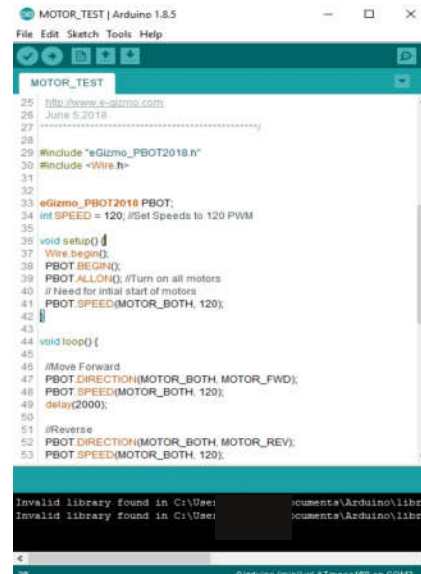 MOTOR_TEST | Arduino 1.8.5
File Edit Sketch Tools Help
MOTOR_TEST
25 http://www.e-gizmo.com
26 June 5,2018
27
28
29 #include "eGizmo_PBOT2018.h"
30 #include <Wire.h>
31
32
33 eGizmo_PBOT2018 PBOT;
34 int SPEED = 120; //Set Speeds to 120 PWM
35
36 void setup() {
37 Wire.begin();
38 PBOT.BEGIN();
39 PBOT.ALLON(); //Turn on all motors
40 // Need for intial start of motors
41 PBOT.SPEED(MOTOR_BOTH, 120);
42 }
43
44 void loop() {
45
46 //Move Forward
47 PBOT.DIRECTION(MOTOR_BOTH, MOTOR_FWD);
48 PBOT.SPEED(MOTOR_BOTH, 120);
49 delay(2000);
50
51 //Reverse
52 PBOT.DIRECTION(MOTOR_BOTH, MOTOR_REV);
53 PBOT.SPEED(MOTOR_BOTH, 120);
Invalid library found in C:\User ocuments\Arduino\libr
Invalid library found in C:\User ocuments\Arduino\libr